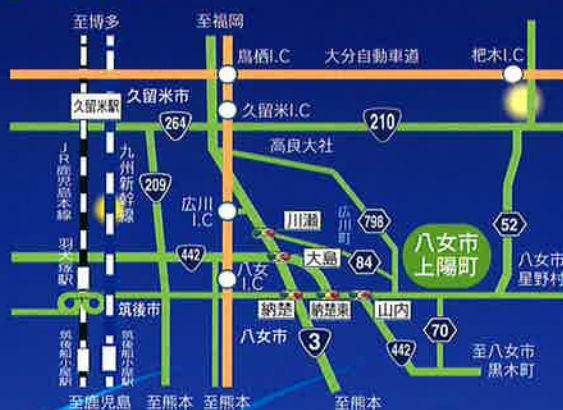 至博多
至福岡
鳥栖I.C
大分自動車道
杷木I.C
久留米市
久留米駅
久留米I.C
264
210
高良大社
JR鹿児島本線
九州新幹線
209
広川
I.C
川瀬
広川町
798
52
八女市
上陽町
羽犬塚駅
442
大島
84
八女
I.C
八女市
星野村
筑後市
納楚
納楚東
山内
八女市
3
442
70
至八女市
黒木町
筑後船小屋駅
筑後船小屋駅
至鹿児島
至熊本
至熊本
至熊本